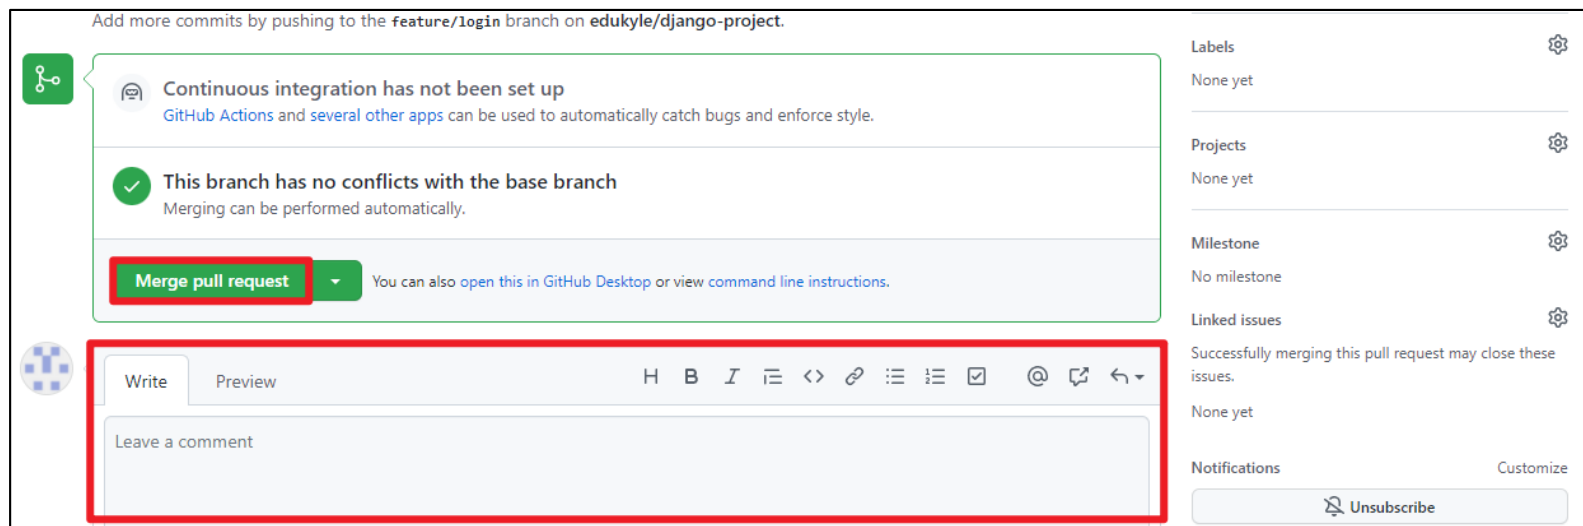 Add more commits by pushing to the feature/login branch on edukyle/django-project.
Continuous integration has not been set up
GitHub Actions and several other apps can be used to automatically catch bugs and enforce style.
This branch has no conflicts with the base branch
Merging can be performed automatically.
Merge pull request
You can also open this in GitHub Desktop or view command line instructions.
Write
Preview
Leave a comment
Labels
None yet
Projects
None yet
Milestone
No milestone
Linked issues
Successfully merging this pull request may close these
issues.
None yet
Notifications
Customize
Unsubscribe